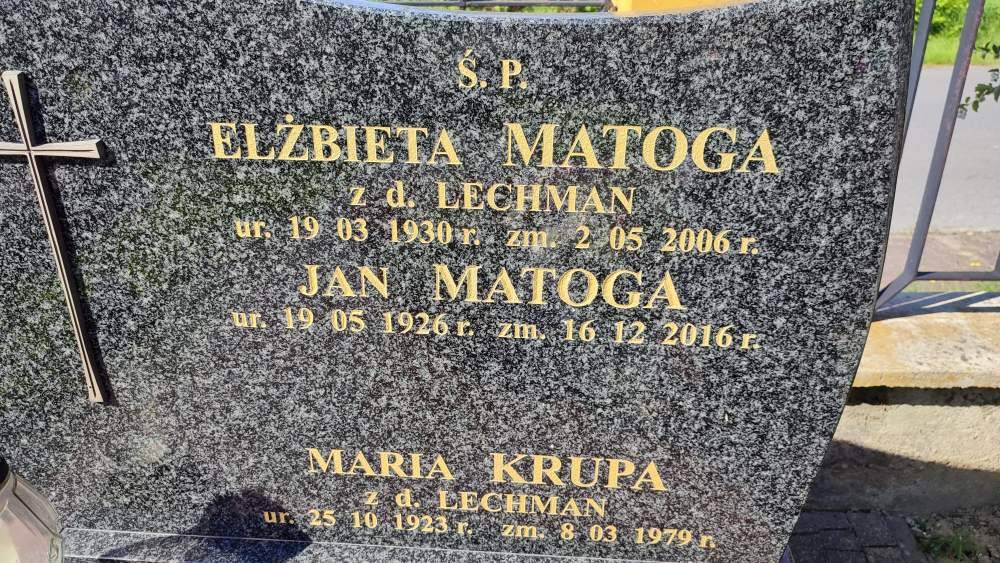 Ś. P.
ELŻBIETA MATOGA
z d. LECHMAN
ur. 19 03 1930 r. zm. 2 05 2006 r.
JAN MATOGA
ur. 19 05 1926 r. zm. 16 12 2016 r.
MARIA KRUPA
z d. LECHMAN
ur. 25 10 1923 r. zm. 8 03 1979 r.